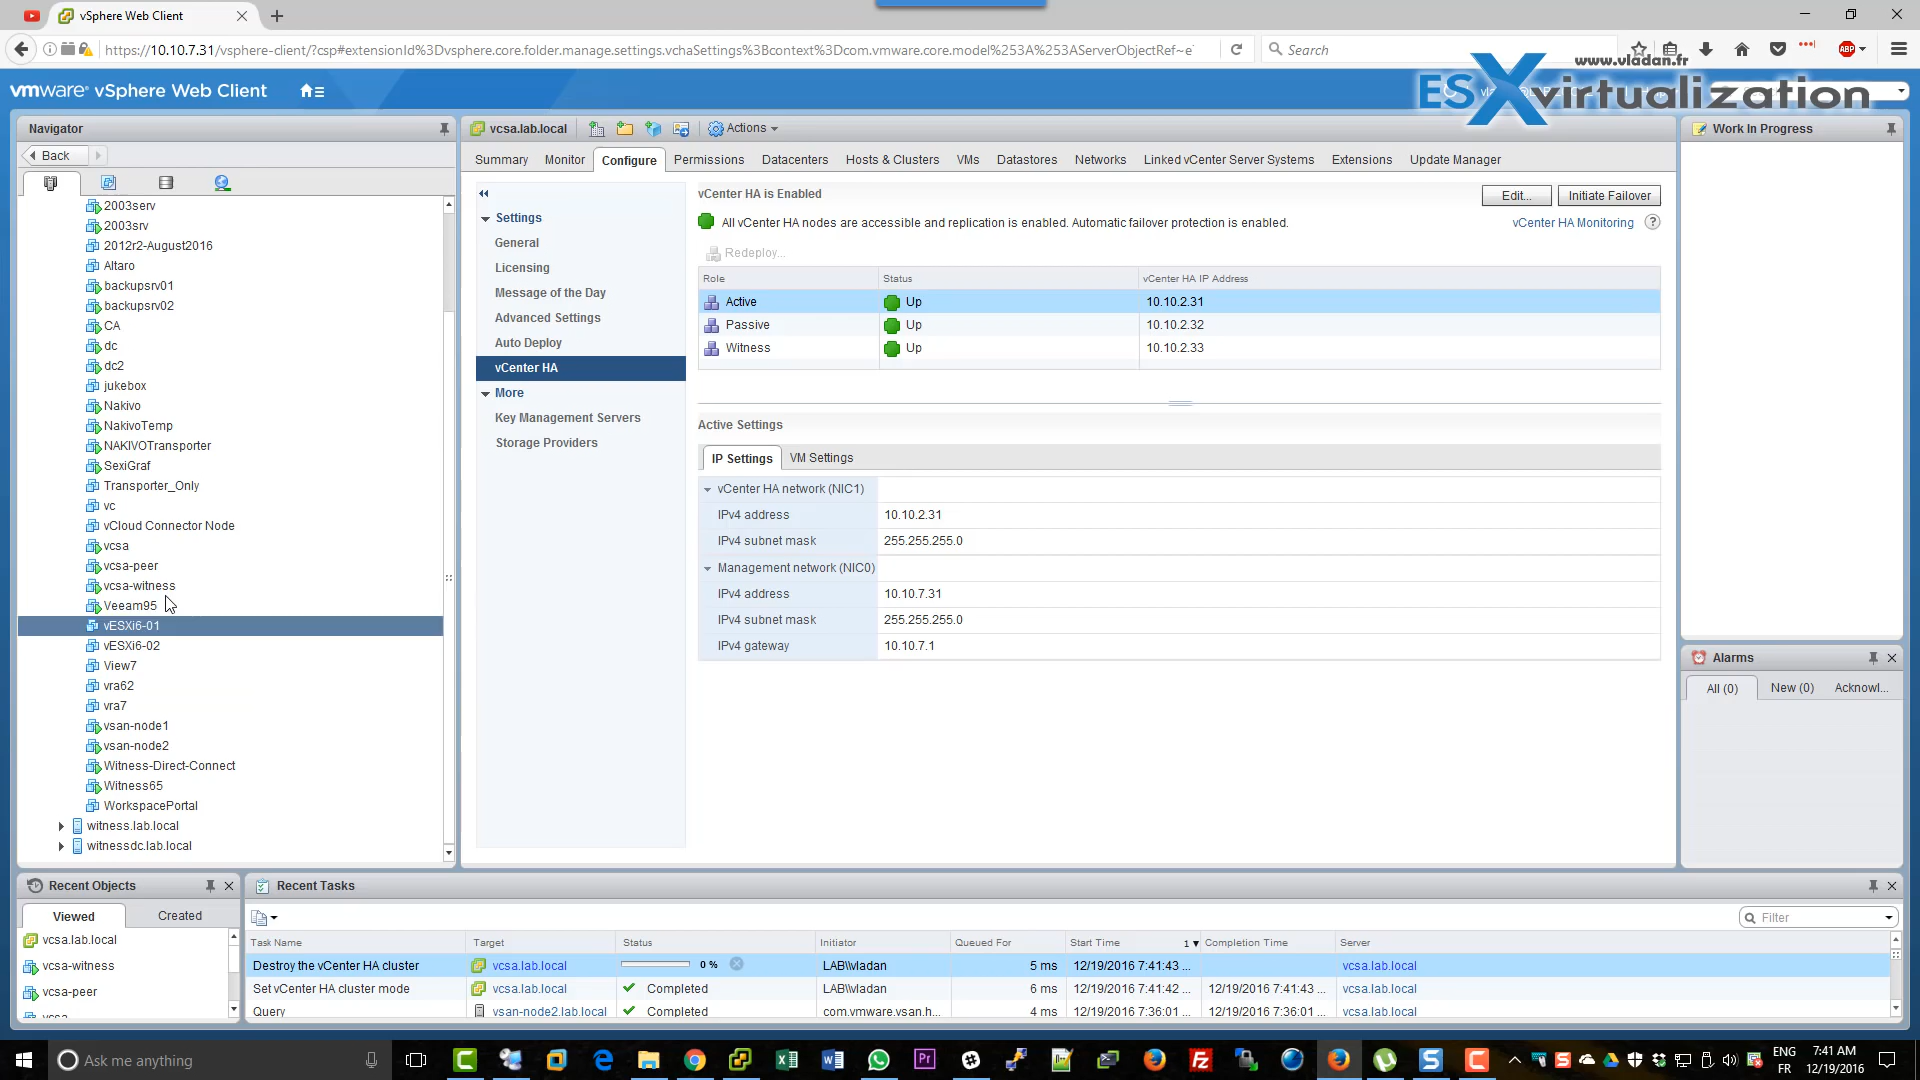 vSphere Web Client
https://10.10.7.31/vsphere-client/?csp#extensionId%3Dvsphere.core.folder.manage.settings.vchaSettings%3Bcontext%3Dcom.vmware.core.model%253A%253AServerObjectRef~e
Search
ABP
www.vladan.fr
ESXvirtualization
vmware® vSphere Web Client
Navigator
Back
2003serv
2003srv
2012r2-August2016
Altaro
backupsrv01
backupsrv02
CA
dc
dc2
jukebox
Nakivo
NakivoTemp
NAKIVOTransporter
SexiGraf
Transporter_Only
vc
vCloud Connector Node
vcsa
vcsa-peer
vcsa-witness
Veeam95
vESXi6-01
vESXi6-02
View7
vra62
vra7
vsan-node1
vsan-node2
Witness-Direct-Connect
Witness65
WorkspacePortal
witness.lab.local
witnessdc.lab.local
vcsa.lab.local
Actions
Summary Monitor Configure Permissions Datacenters Hosts & Clusters VMs Datastores Networks Linked vCenter Server Systems Extensions Update Manager
Settings
General
Licensing
Message of the Day
Advanced Settings
Auto Deploy
vCenter HA
More
Key Management Servers
Storage Providers
vCenter HA is Enabled
Edit...
Initiate Failover
All vCenter HA nodes are accessible and replication is enabled. Automatic failover protection is enabled.
vCenter HA Monitoring
Redeploy...
Role Status vCenter HA IP Address
Active Up 10.10.2.31
Passive Up 10.10.2.32
Witness Up 10.10.2.33
Active Settings
IP Settings VM Settings
vCenter HA network (NIC1)
IPv4 address 10.10.2.31
IPv4 subnet mask 255.255.255.0
Management network (NIC0)
IPv4 address 10.10.7.31
IPv4 subnet mask 255.255.255.0
IPv4 gateway 10.10.7.1
Work In Progress
Alarms
All (0) New (0) Acknowl...
Recent Objects
Viewed Created
vcsa.lab.local
vcsa-witness
vcsa-peer
vcsa
Recent Tasks
Filter
Task Name Target Status Initiator Queued For Start Time 1 Completion Time Server
Destroy the vCenter HA cluster vcsa.lab.local 0 % LAB\\vladan 5 ms 12/19/2016 7:41:43 ... vcsa.lab.local
Set vCenter HA cluster mode vcsa.lab.local Completed LAB\\vladan 6 ms 12/19/2016 7:41:42 ... 12/19/2016 7:41:43 ... vcsa.lab.local
Query vsan-node2.lab.local Completed com.vmware.vsan.h... 4 ms 12/19/2016 7:36:01 ... 12/19/2016 7:36:01 ... vcsa.lab.local
Ask me anything
ENG
FR
7:41 AM
12/19/2016